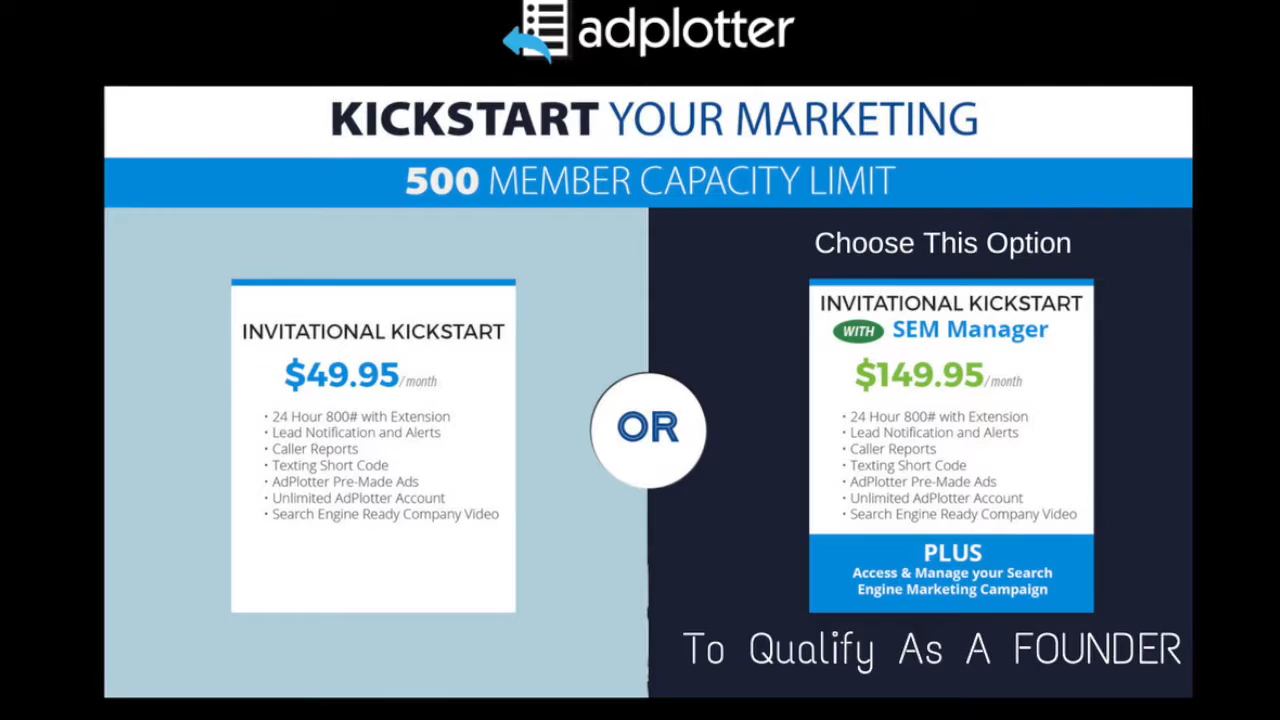 adplotter
KICKSTART YOUR MARKETING
500 MEMBER CAPACITY LIMIT
INVITATIONAL KICKSTART
$49.95/month
• 24 Hour 800# with Extension
• Lead Notification and Alerts
• Caller Reports
• Texting Short Code
• AdPlotter Pre-Made Ads
• Unlimited AdPlotter Account
• Search Engine Ready Company Video
OR
Choose This Option
INVITATIONAL KICKSTART
WITH SEM Manager
$149.95/month
• 24 Hour 800# with Extension
• Lead Notification and Alerts
• Caller Reports
• Texting Short Code
• AdPlotter Pre-Made Ads
• Unlimited AdPlotter Account
• Search Engine Ready Company Video
PLUS
Access & Manage your Search
Engine Marketing Campaign
To Qualify As A FOUNDER